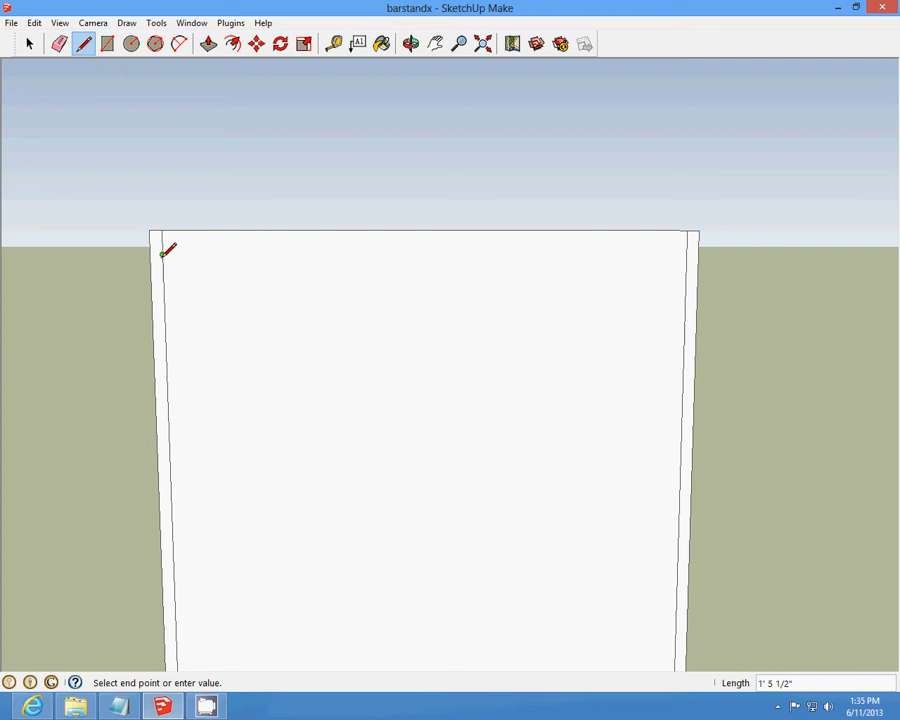 barstandx - SketchUp Make
File Edit View Camera Draw Tools Window Plugins Help
A1
Select end point or enter value.
Length 1' 5 1/2"
1:35 PM
6/11/2013